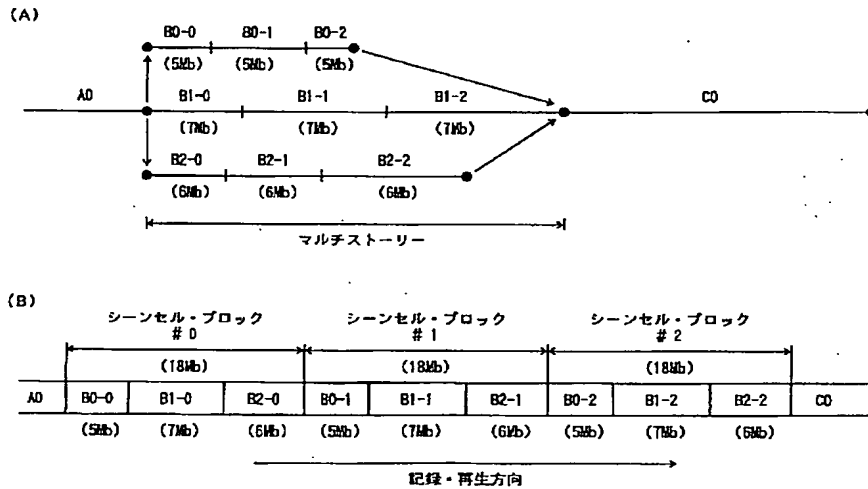 (A)
B0-0 B0-1 B0-2
(5Mb) (5Mb) (5Mb)
A0 B1-0 B1-1 B1-2 C0
(7Mb) (7Mb) (7Mb)
B2-0 B2-1 B2-2
(6Mb) (6Mb) (6Mb)
マルチストーリー
(B)
シーンセル・ブロック シーンセル・ブロック シーンセル・ブロック
#0 #1 #2
(18Mb) (18Mb) (18Mb)
A0 B0-0 B1-0 B2-0 B0-1 B1-1 B2-1 B0-2 B1-2 B2-2 C0
(5Mb) (7Mb) (6Mb) (5Mb) (7Mb) (6Mb) (5Mb) (7Mb) (6Mb)
記録・再生方向